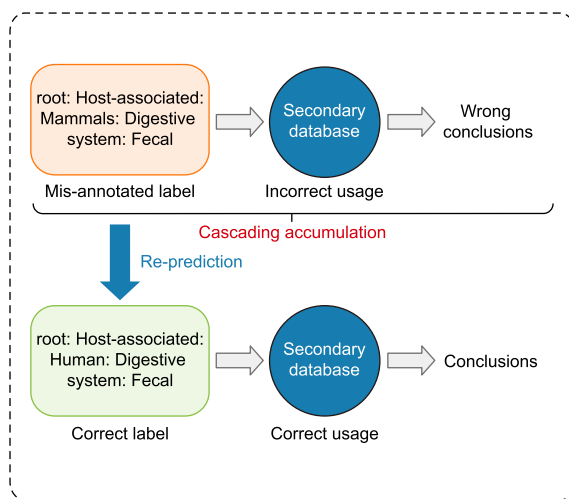 root: Host-associated:
Mammals: Digestive
system: Fecal
Secondary
database
Wrong
conclusions
Mis-annotated label
Incorrect usage
Cascading accumulation
Re-prediction
root: Host-associated:
Human: Digestive
system: Fecal
Secondary
database
Conclusions
Correct label
Correct usage